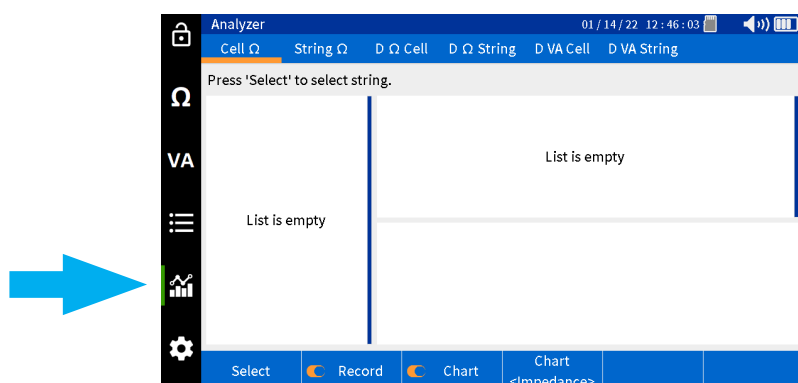 Analyzer 01/14/22 12:46:03
Cell Ω String Ω D Ω Cell D Ω String D VA Cell D VA String
Press 'Select' to select string.
Ω
VA
List is empty
List is empty
Select Record Chart Chart
<Impedance>